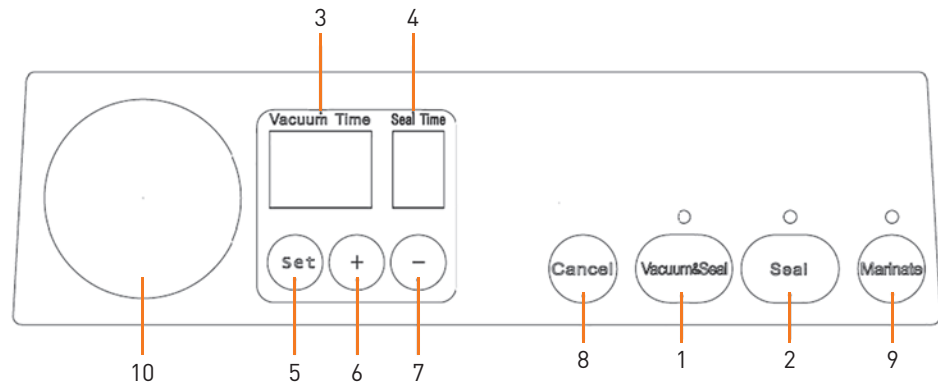 3 4
Vacuum Time Seal Time
Set + −
Cancel Vacuum&Seal Seal Marinate
10 5 6 7 8 1 2 9